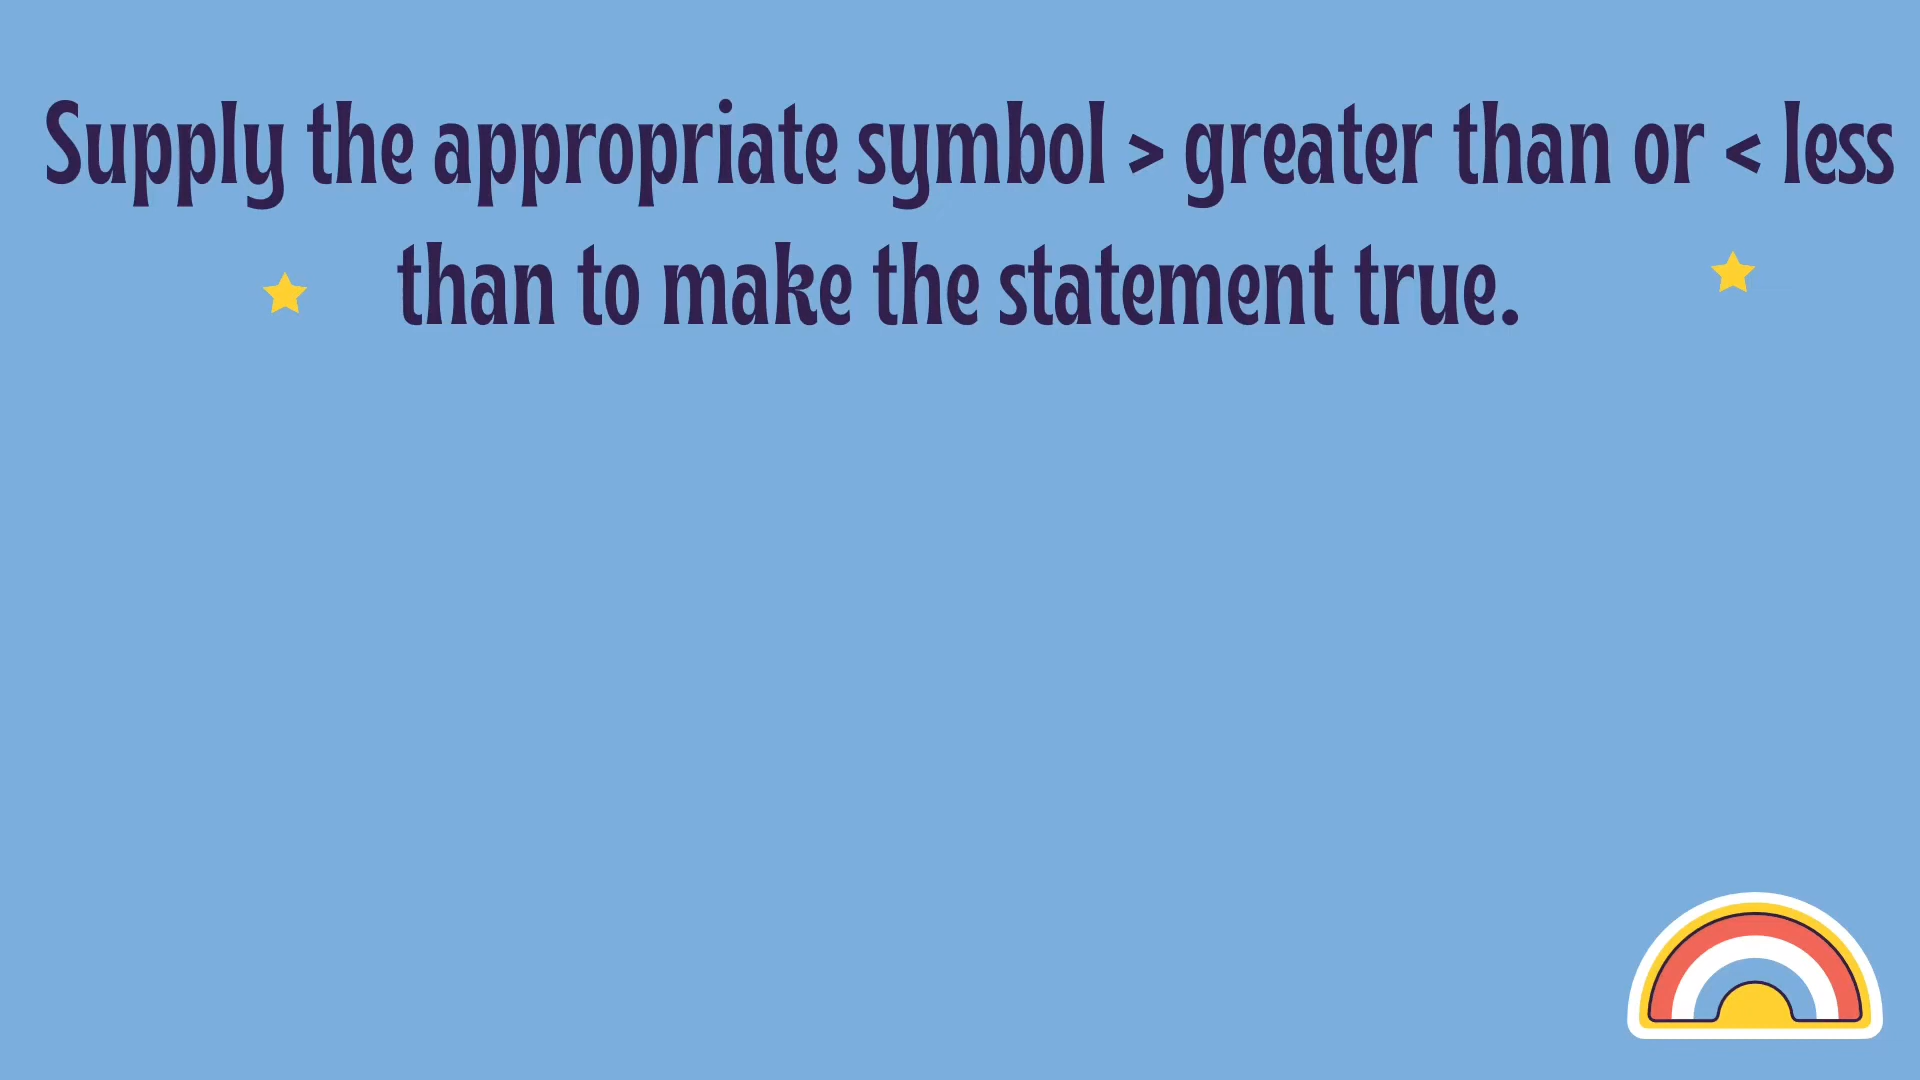 Supply the appropriate symbol > greater than or < less
than to make the statement true.